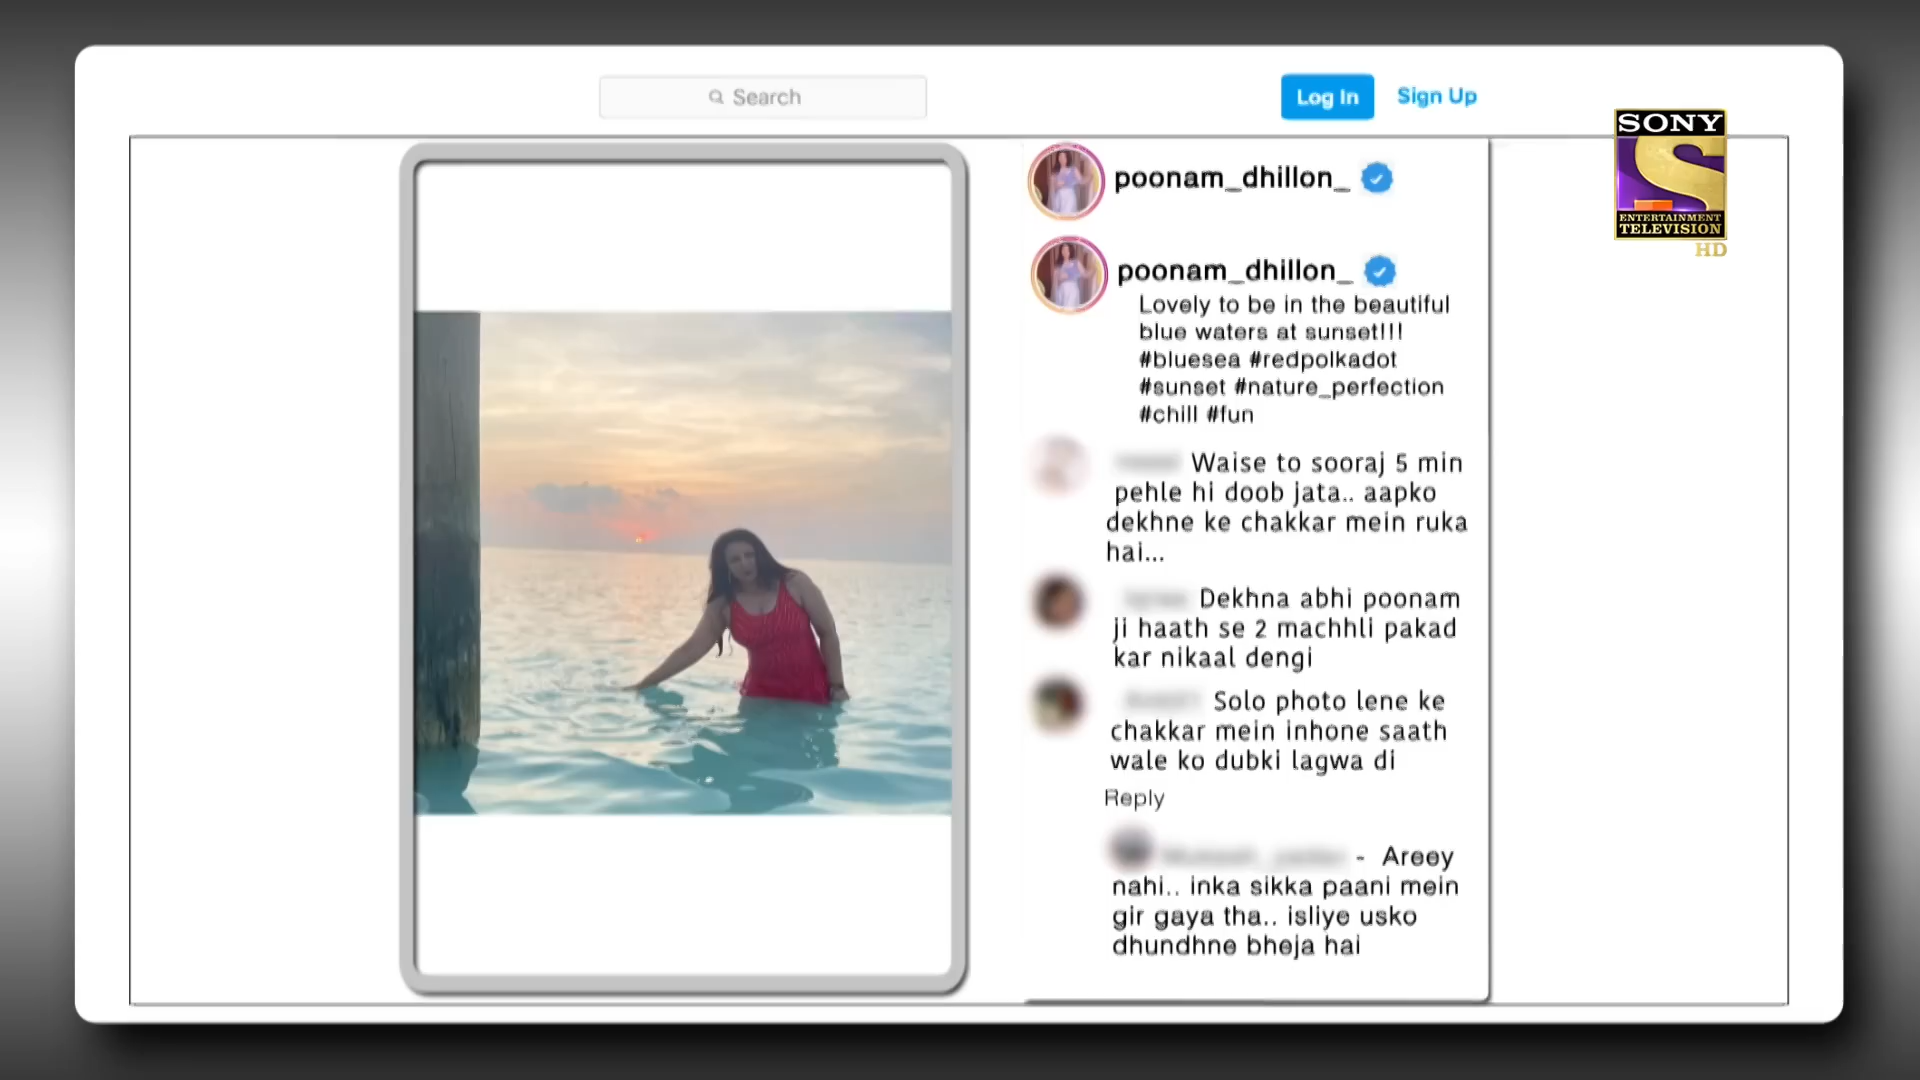 Search
Log In
Sign Up
SONY
ENTERTAINMENT
TELEVISION
HD
poonam_dhillon_
poonam_dhillon_
Lovely to be in the beautiful
blue waters at sunset!!!
#bluesea #redpolkadot
#sunset #nature_perfection
#chill #fun
Waise to sooraj 5 min
pehle hi doob jata.. aapko
dekhne ke chakkar mein ruka
hai...
Dekhna abhi poonam
ji haath se 2 machhli pakad
kar nikaal dengi
Solo photo lene ke
chakkar mein inhone saath
wale ko dubki lagwa di
Reply
- Areey
nahi.. inka sikka paani mein
gir gaya tha.. isliye usko
dhundhne bheja hai